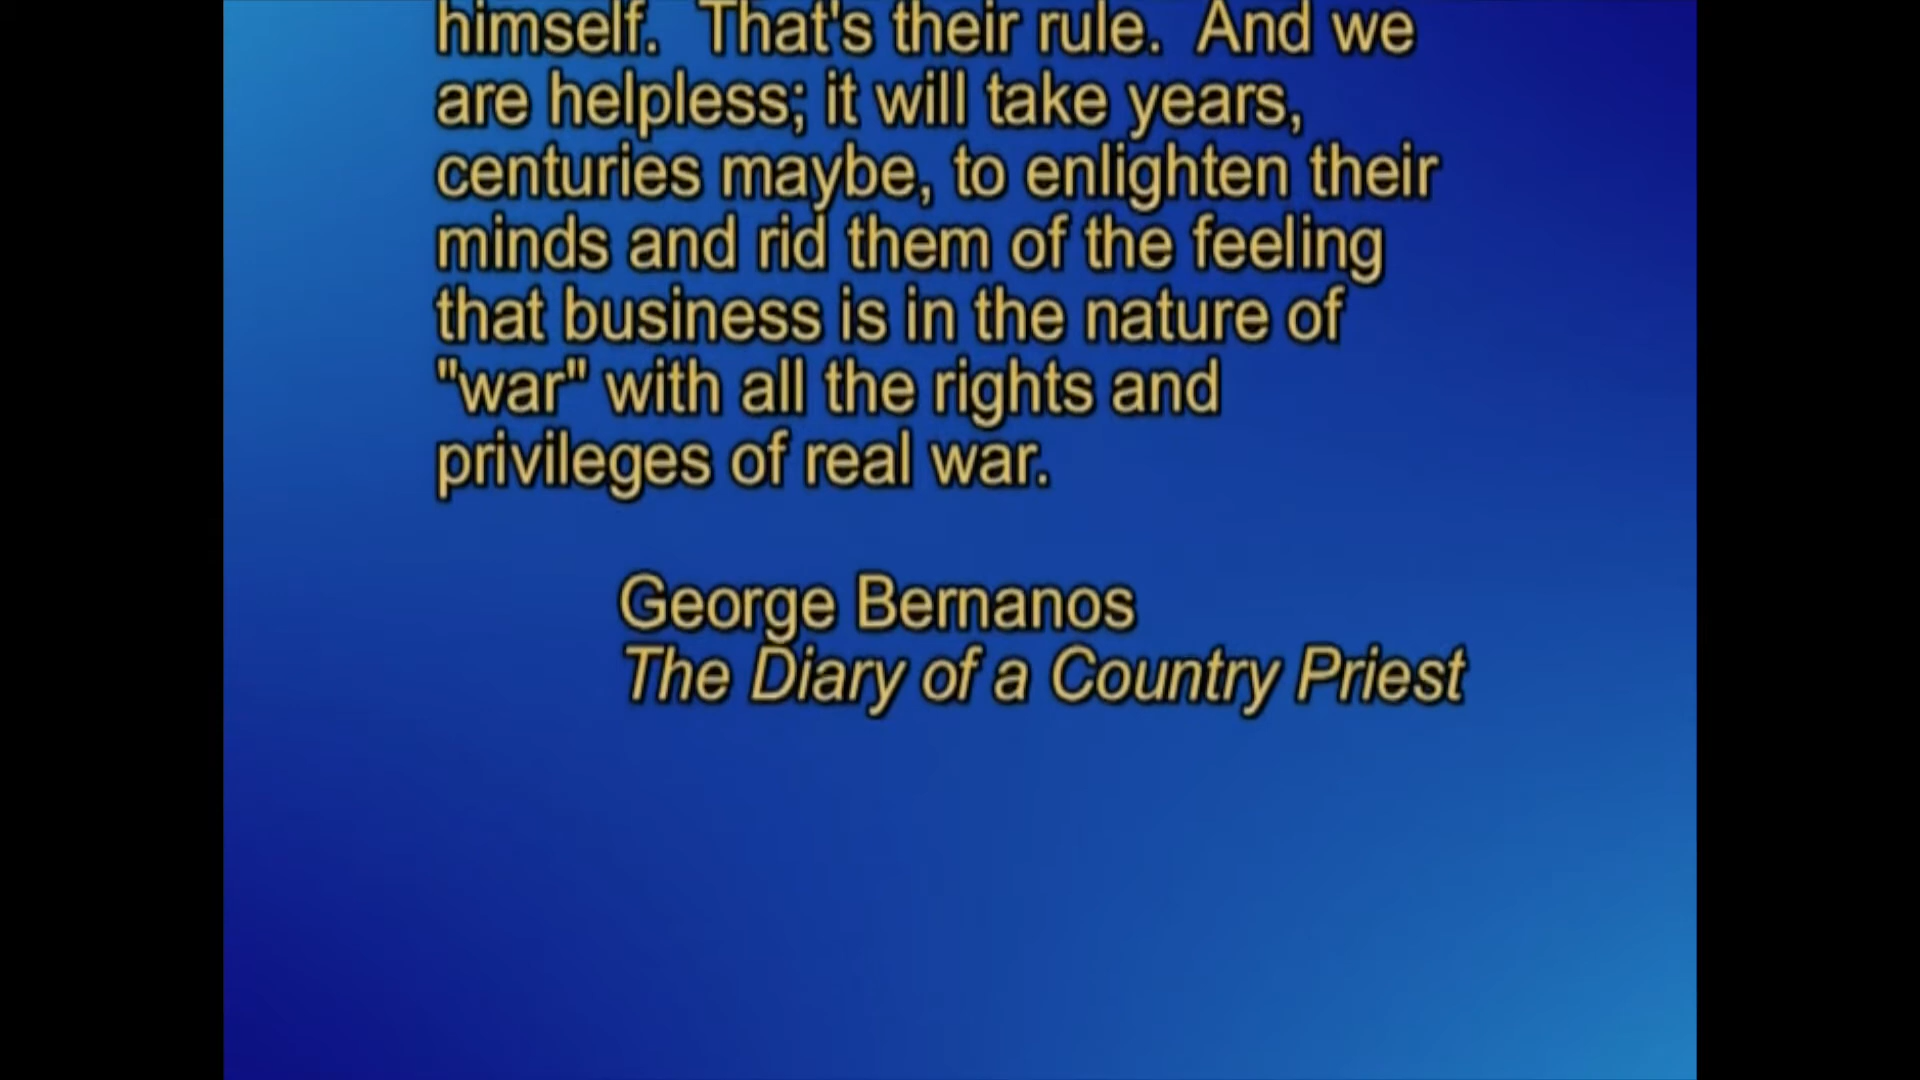 himself.  That's their rule.  And we
are helpless; it will take years,
centuries maybe, to enlighten their
minds and rid them of the feeling
that business is in the nature of
"war" with all the rights and
privileges of real war.
George Bernanos
The Diary of a Country Priest